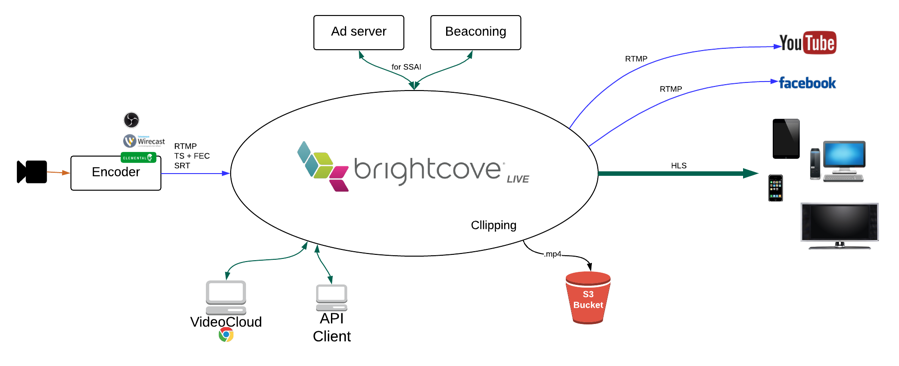 Ad server
Beaconing
for SSAI
YouTube
RTMP
facebook
RTMP
Wirecast
ELEMENTAL
RTMP
TS + FEC
SRT
Encoder
brightcove
LIVE
HLS
Cllipping
.mp4
S3
Bucket
VideoCloud
API
Client